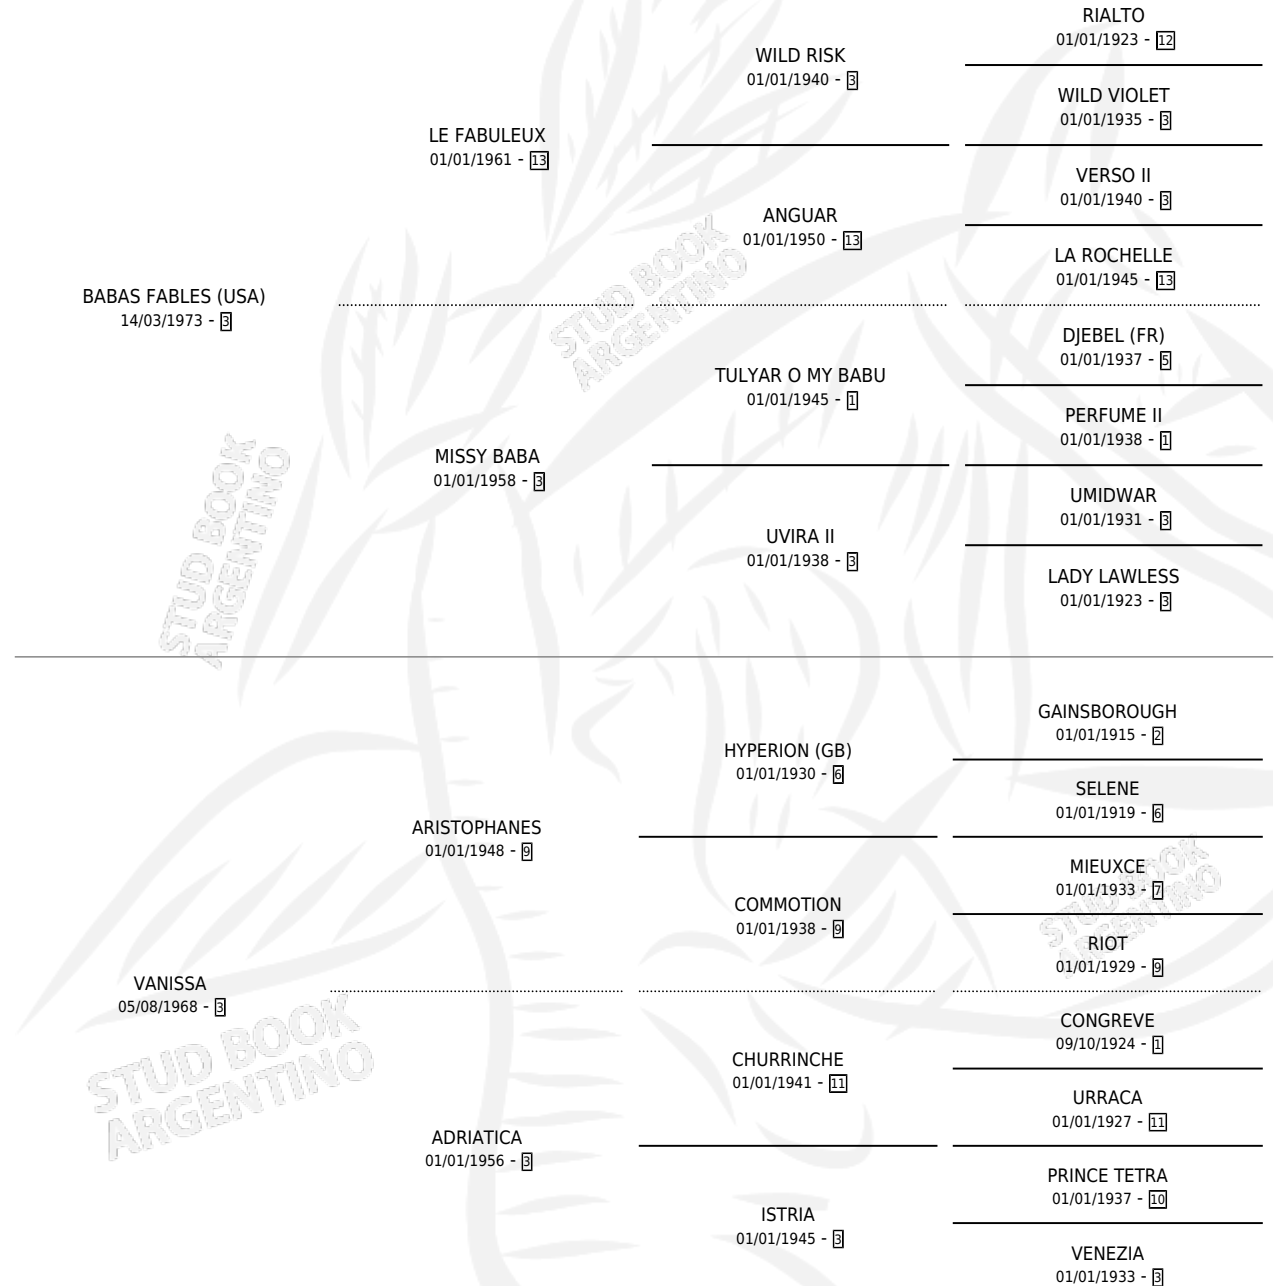 RIALTO
01/01/1923 - 12
WILD RISK
01/01/1940 - 3
WILD VIOLET
01/01/1935 - 3
LE FABULEUX
01/01/1961 - 13
VERSO II
01/01/1940 - 3
ANGUAR
01/01/1950 - 13
LA ROCHELLE
01/01/1945 - 13
BABAS FABLES (USA)
14/03/1973 - 3
STUD BOOK
ARGENTINO
DJEBEL (FR)
01/01/1937 - 5
TULYAR O MY BABU
01/01/1945 - 1
PERFUME II
01/01/1938 - 1
MISSY BABA
01/01/1958 - 3
UMIDWAR
01/01/1931 - 3
UVIRA II
01/01/1938 - 3
LADY LAWLESS
01/01/1923 - 3
STUD BOOK
ARGENTINO
GAINSBOROUGH
01/01/1915 - 2
HYPERION (GB)
01/01/1930 - 6
SELENE
01/01/1919 - 6
ARISTOPHANES
01/01/1948 - 9
MIEUXCE
01/01/1933 - 7
COMMOTION
01/01/1938 - 9
STUD BOOK
ARGENTINO
RIOT
01/01/1929 - 9
VANISSA
05/08/1968 - 3
CONGREVE
09/10/1924 - 1
CHURRINCHE
01/01/1941 - 11
URRACA
01/01/1927 - 11
STUD BOOK
ARGENTINO
ADRIATICA
01/01/1956 - 3
PRINCE TETRA
01/01/1937 - 10
ISTRIA
01/01/1945 - 3
VENEZIA
01/01/1933 - 3